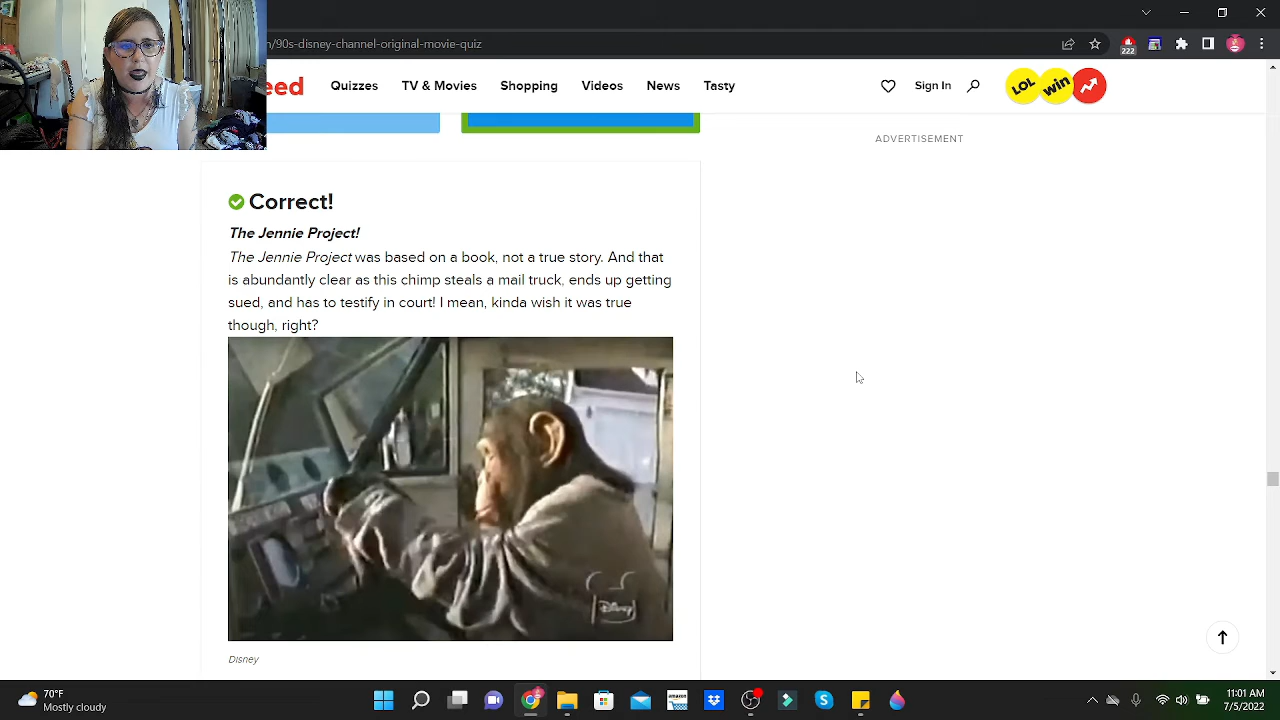 n/90s-disney-channel-original-movie-quiz
222
eed
Quizzes
TV & Movies
Shopping
Videos
News
Tasty
Sign In
LOL
win
ADVERTISEMENT
Correct!
The Jennie Project!
The Jennie Project was based on a book, not a true story. And that
is abundantly clear as this chimp steals a mail truck, ends up getting
sued, and has to testify in court! I mean, kinda wish it was true
though, right?
Disney
Disney
70°F
Mostly cloudy
11:01 AM
7/5/2022